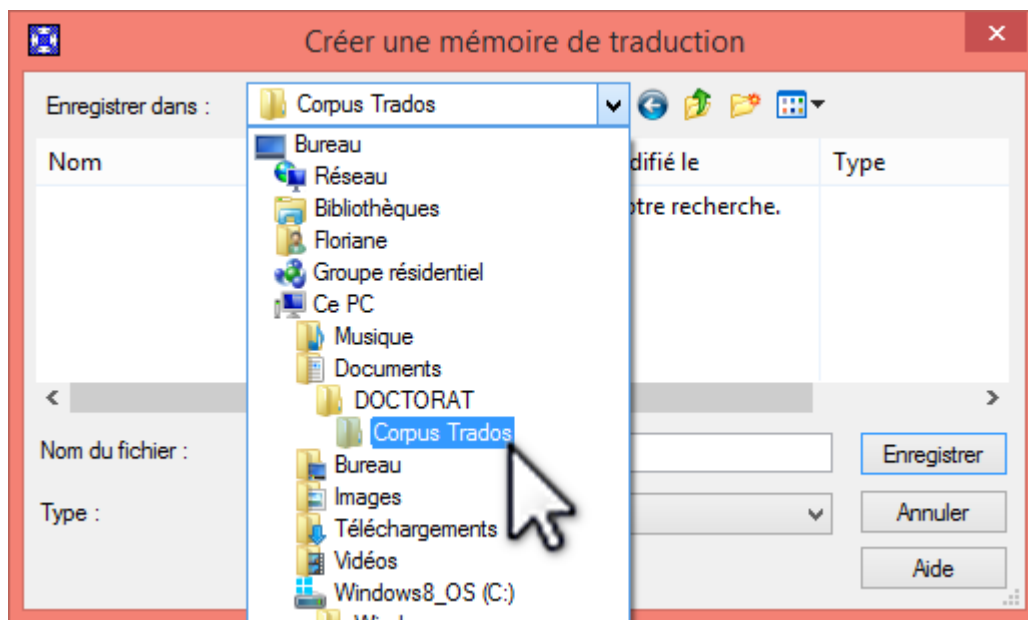 Créer une mémoire de traduction
Enregistrer dans :
Corpus Trados
Nom
difié le
Type
otre recherche.
Bureau
Réseau
Bibliothèques
Floriane
Groupe résidentiel
Ce PC
Musique
Documents
DOCTORAT
Corpus Trados
Bureau
Images
Téléchargements
Vidéos
Windows8_OS (C:)
Nom du fichier :
Enregistrer
Type :
Annuler
Aide